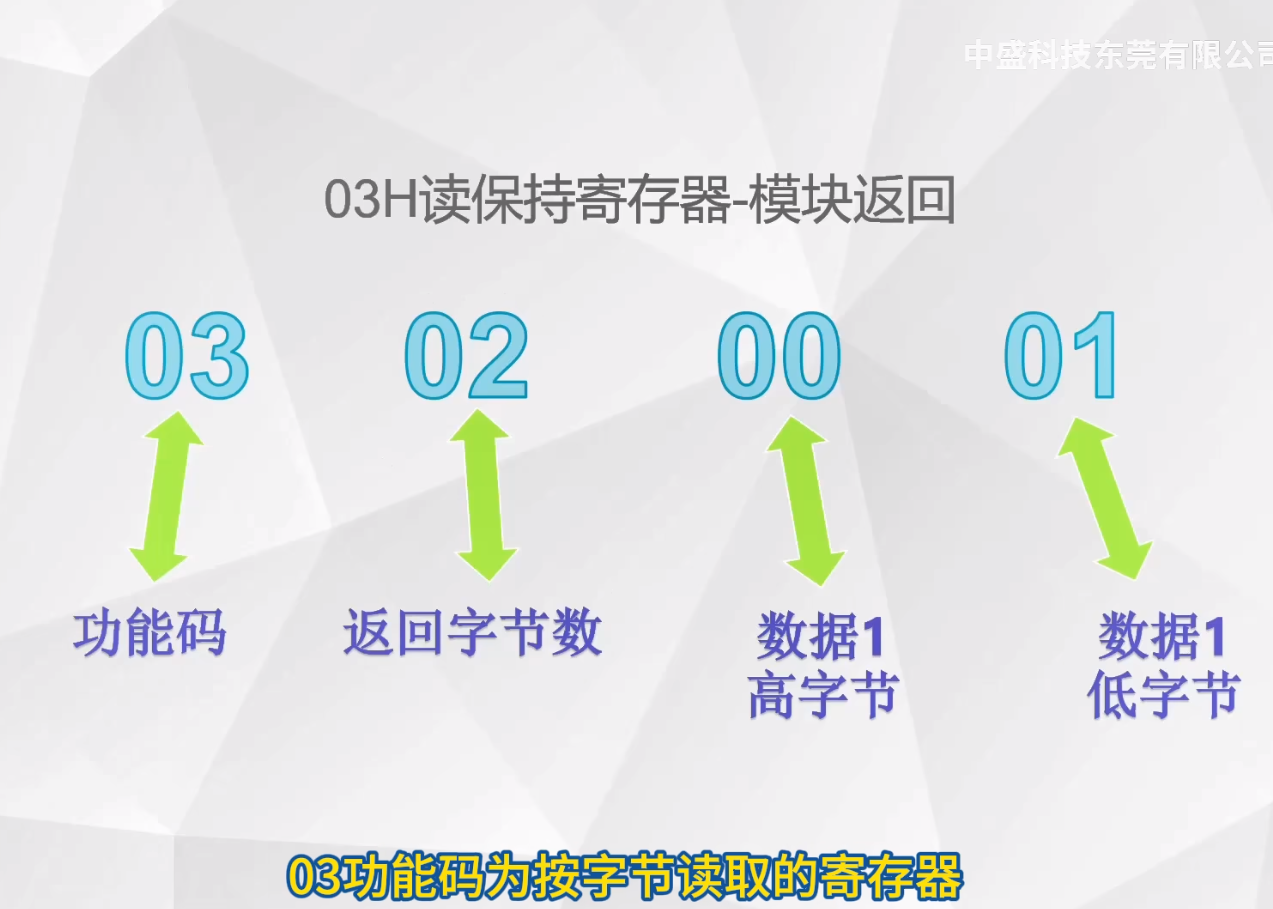 中盛科技东莞有限公司
03H读保持寄存器-模块返回
03 02 00 01
功能码 返回字节数 数据1 数据1
高字节 低字节
03功能码为按字节读取的寄存器